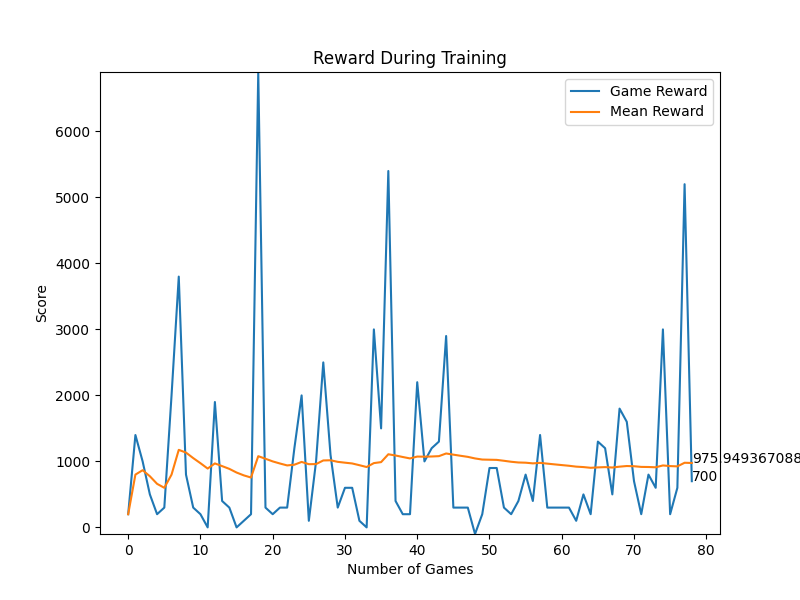 Reward During Training
Game Reward
Mean Reward
6000
5000
4000
3000
2000
1000
0
Score
975.949367088
700
0 10 20 30 40 50 60 70 80
Number of Games